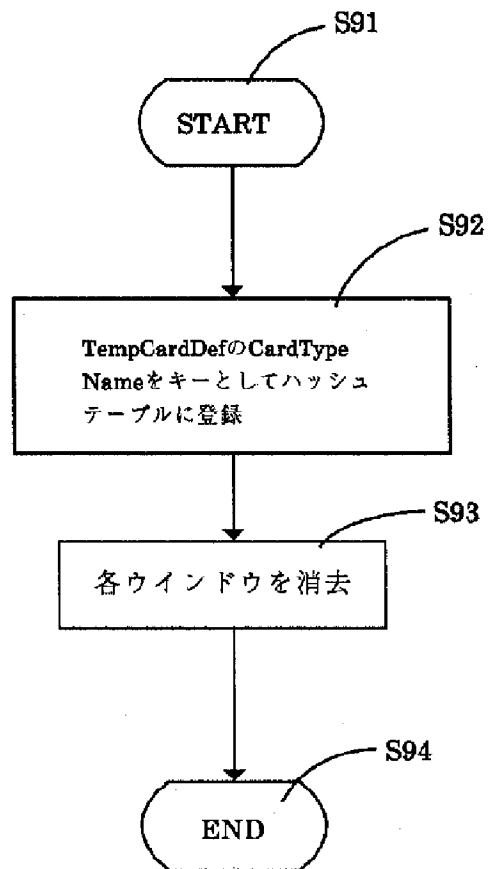 S91
START
S92
TempCardDefのCardType
Nameをキーとしてハッシュ
テーブルに登録
S93
各ウインドウを消去
S94
END